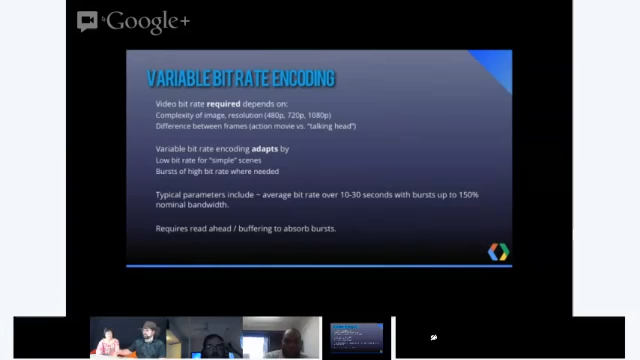 Google+
VARIABLE BIT RATE ENCODING
Video bit rate required depends on:
Complexity of image, resolution (480p, 720p, 1080p)
Difference between frames (action movie vs. "talking head")
Variable bit rate encoding adapts by
Low bit rate for "simple" scenes
Bursts of high bit rate where needed
Typical parameters include ~ average bit rate over 10-30 seconds with bursts up to 150%
nominal bandwidth.
Requires read ahead / buffering to absorb bursts.